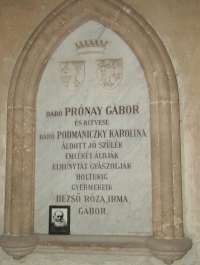 BÁRÓ PRÓNAY GÁBOR
ÉS HITVESE
BÁRÓ PODMANICZKY KAROLINA
ÁLDOTT JÓ SZÜLÉK
EMLÉKÉT ÁLDJÁK
ELHUNYTÁT GYÁSZOLJÁK
HOLTUKIG
GYERMEKEIK
DEZSŐ, RÓZA, IRMA,
GÁBOR.